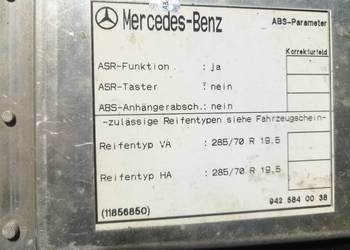 Mercedes-Benz ABS-Parameter
Korrekturfeld
ASR-Funktion : ja
ASR-Taster : nein
ABS-Anhängerabsch.: nein
-zulässige Reifentypen siehe Fahrzeugschein-
Reifentyp VA : 285/70 R 19.5
Reifentyp HA : 285/70 R 19.5
(11856850) 942 584 00 38